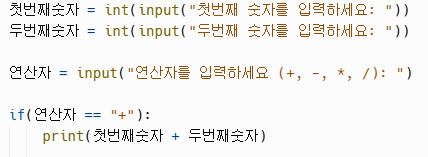 첫번째숫자 = int(input("첫번째 숫자를 입력하세요: "))
두번째숫자 = int(input("두번째 숫자를 입력하세요: "))
연산자 = input("연산자를 입력하세요 (+, -, *, /): ")
if(연산자 == "+"):
    print(첫번째숫자 + 두번째숫자)